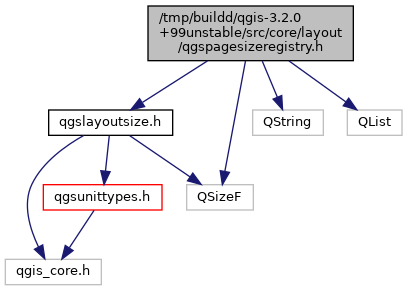 /tmp/buildd/qgis-3.2.0
+99unstable/src/core/layout
/qgspagesizeregistry.h
qgslayoutsize.h
QString
QList
qgsunittypes.h
QSizeF
qgis_core.h